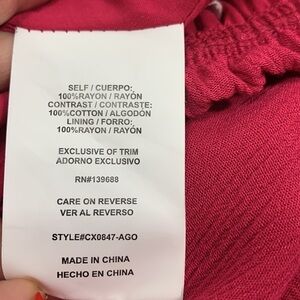 SELF / CUERPO:
100%RAYON / RAYÓN
CONTRAST / CONTRASTE:
100%COTTON / ALGODÓN
LINING / FORRO:
100%RAYON / RAYÓN
EXCLUSIVE OF TRIM
ADORNO EXCLUSIVO
RN#139688
CARE ON REVERSE
VER AL REVERSO
STYLE#CX0847-AGO
MADE IN CHINA
HECHO EN CHINA